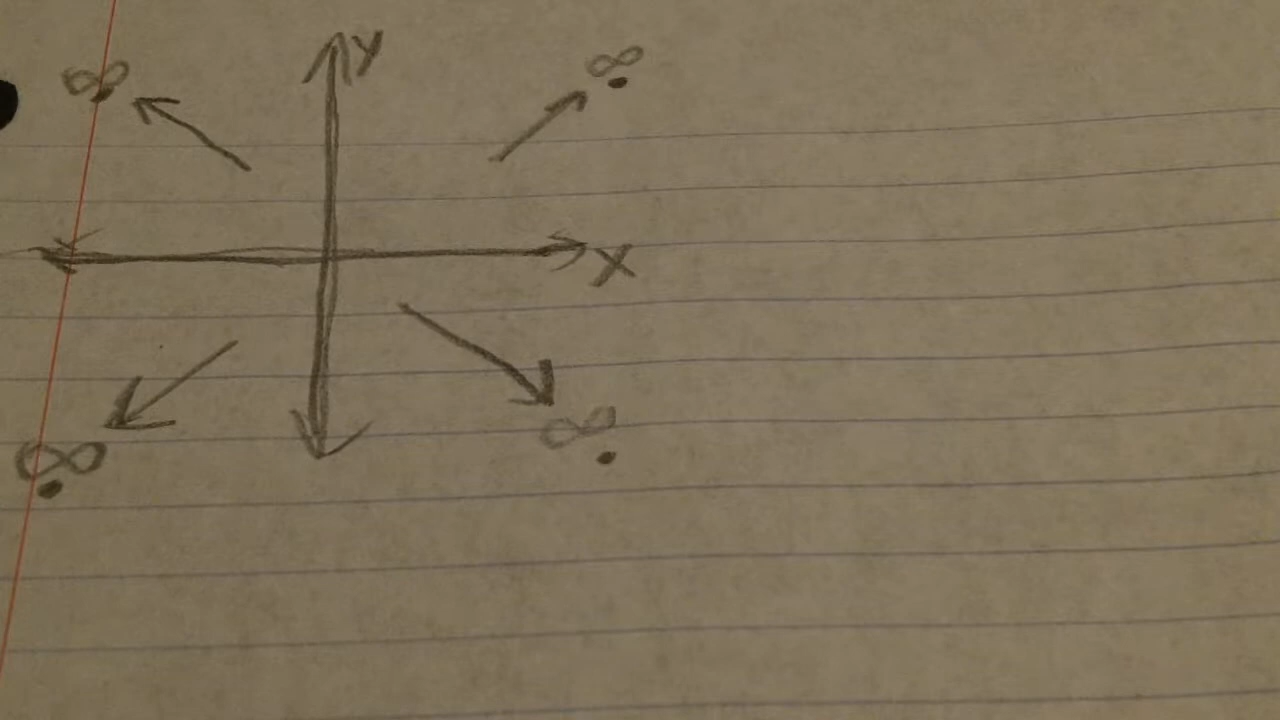 ∞ y ∞
x
∞ ∞